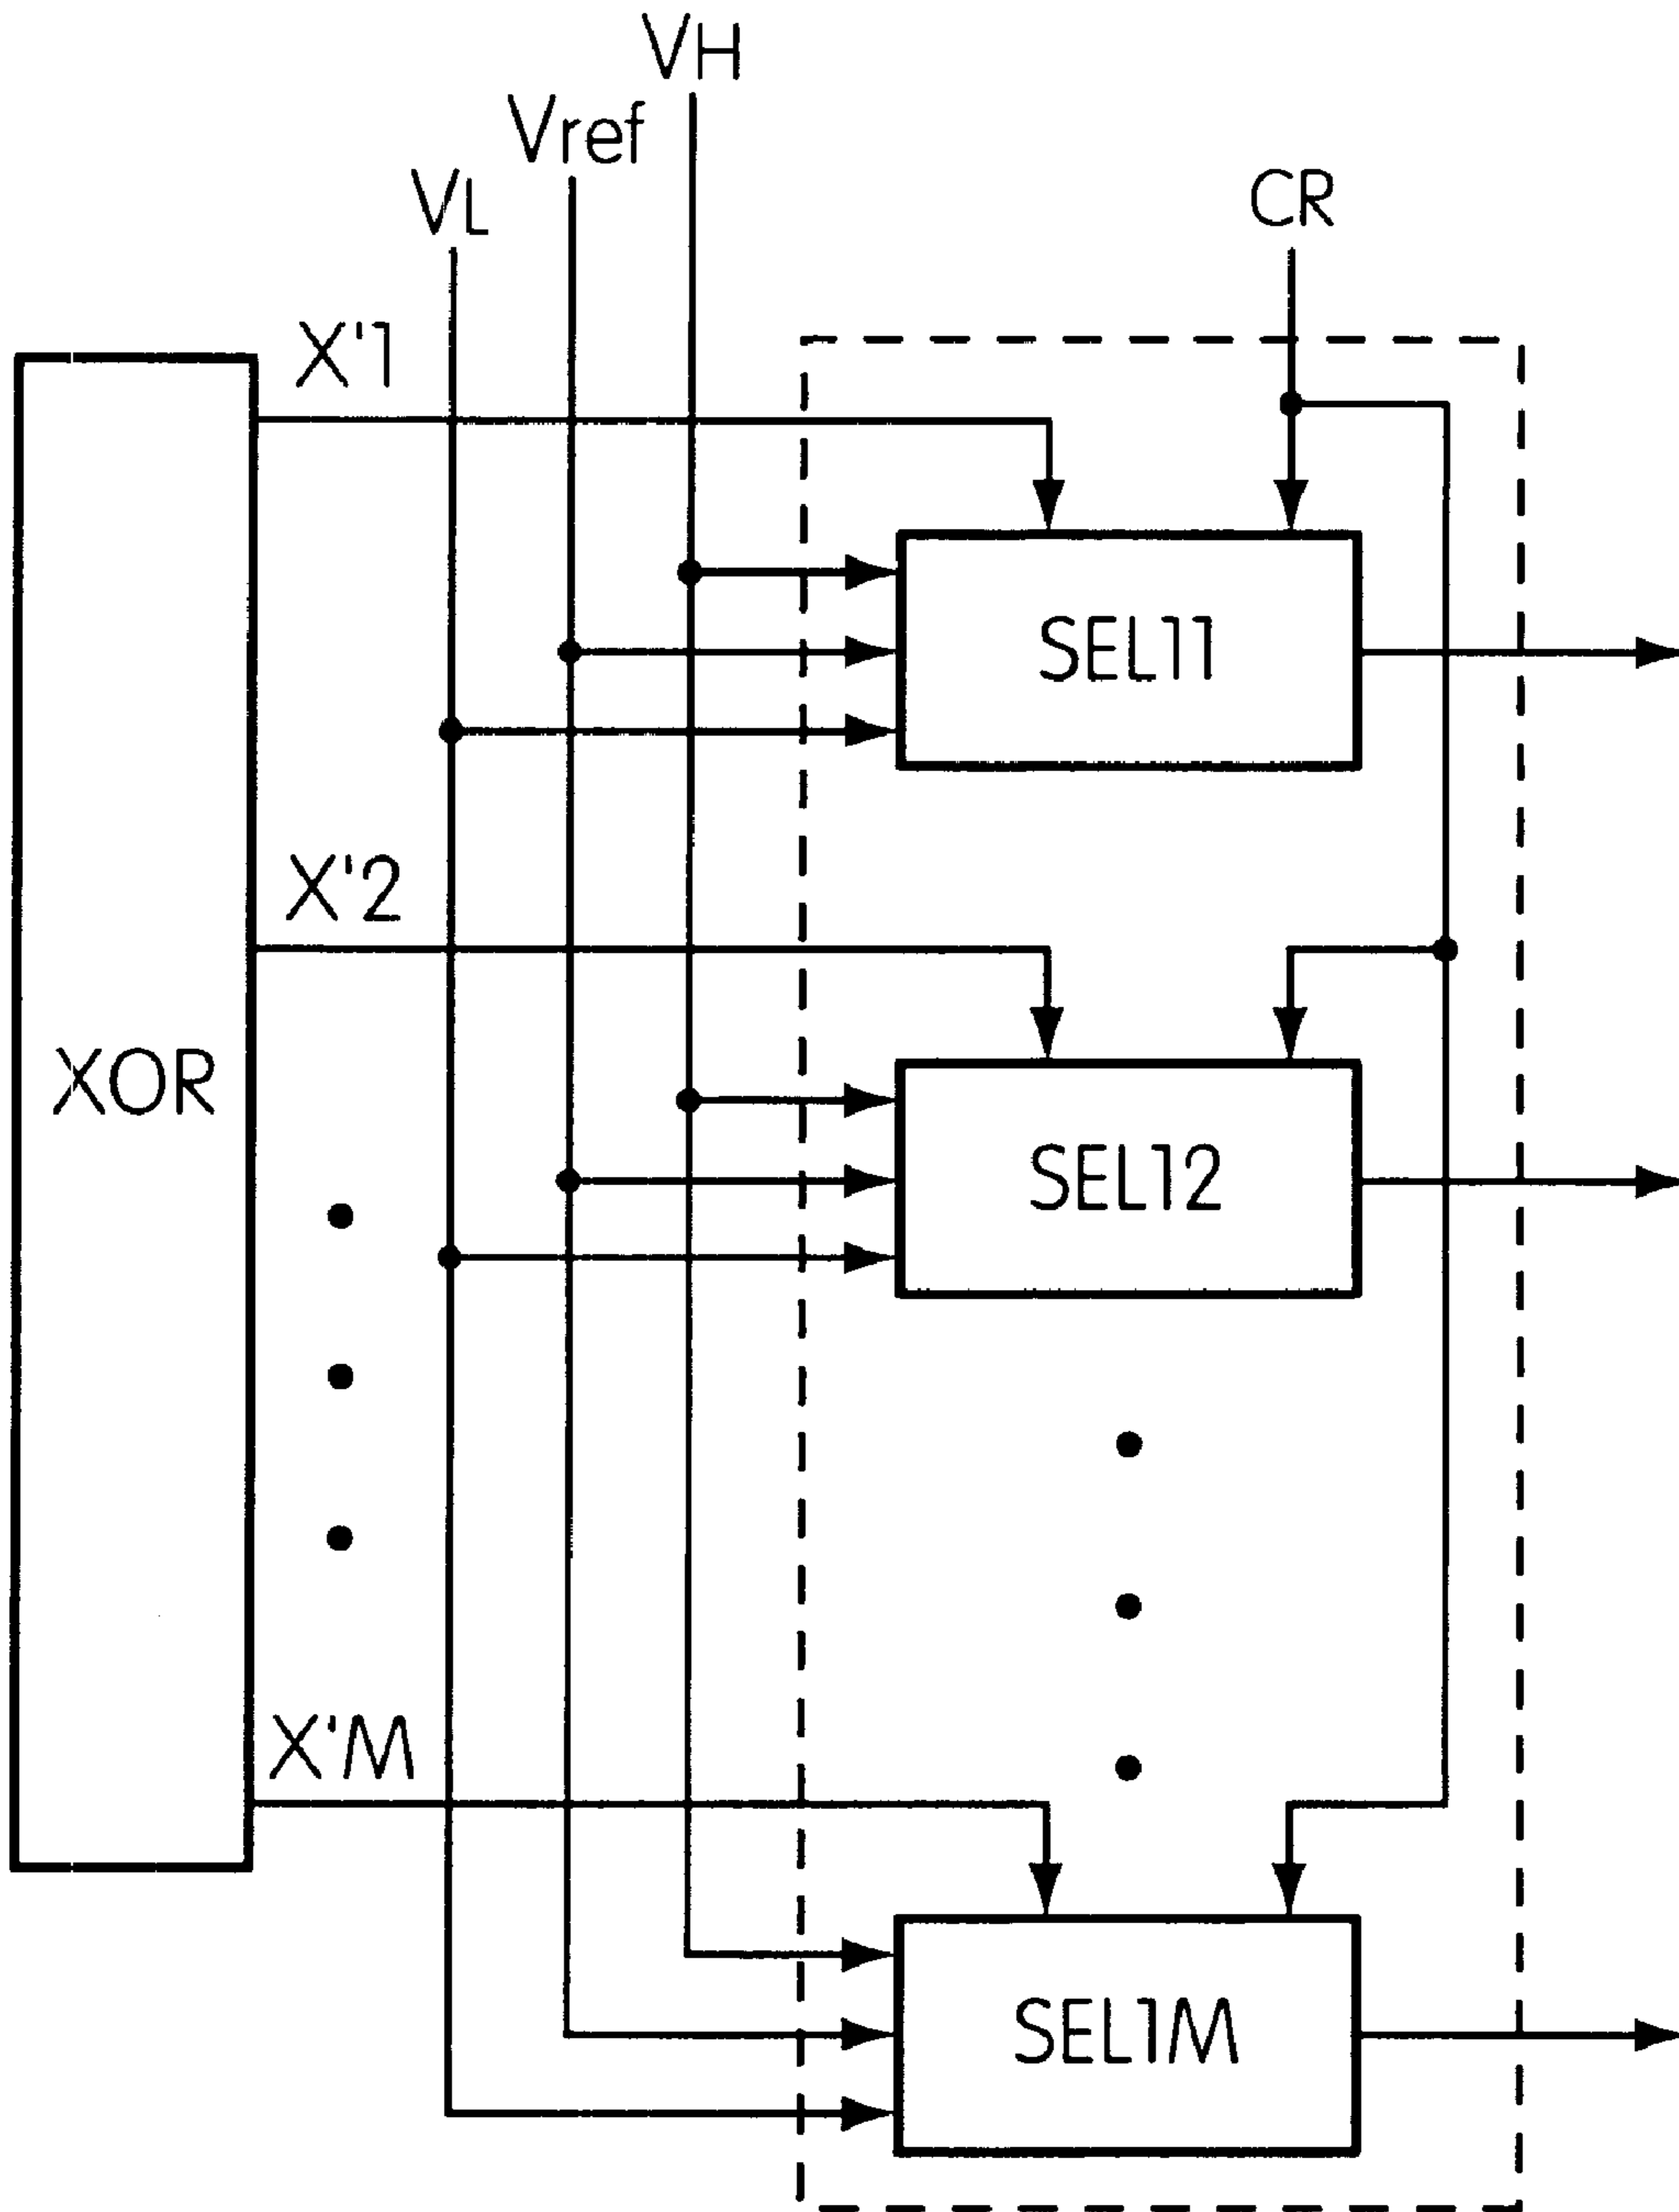 VH
Vref
VL
CR
X'1
SEL11
X'2
XOR
SEL12
X'M
SEL1M